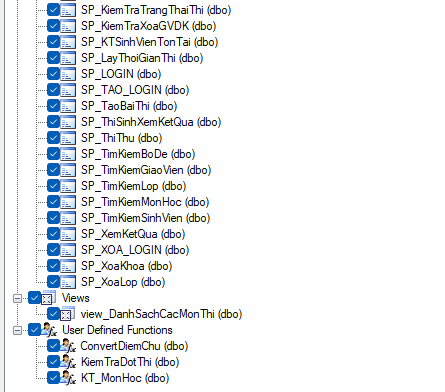 SP_KiemTraTrangThaiThi (dbo)
SP_KiemTraXoaGVDK (dbo)
SP_KTSinhVienTonTai (dbo)
SP_LayThoiGianThi (dbo)
SP_LOGIN (dbo)
SP_TAO_LOGIN (dbo)
SP_TaoBaiThi (dbo)
SP_ThiSinhXemKetQua (dbo)
SP_ThiThu (dbo)
SP_TimKiemBoDe (dbo)
SP_TimKiemGiaoVien (dbo)
SP_TimKiemLop (dbo)
SP_TimKiemMonHoc (dbo)
SP_TimKiemSinhVien (dbo)
SP_XemKetQua (dbo)
SP_XOA_LOGIN (dbo)
SP_XoaKhoa (dbo)
SP_XoaLop (dbo)
Views
view_DanhSachCacMonThi (dbo)
User Defined Functions
ConvertDiemChu (dbo)
KiemTraDotThi (dbo)
KT_MonHoc (dbo)